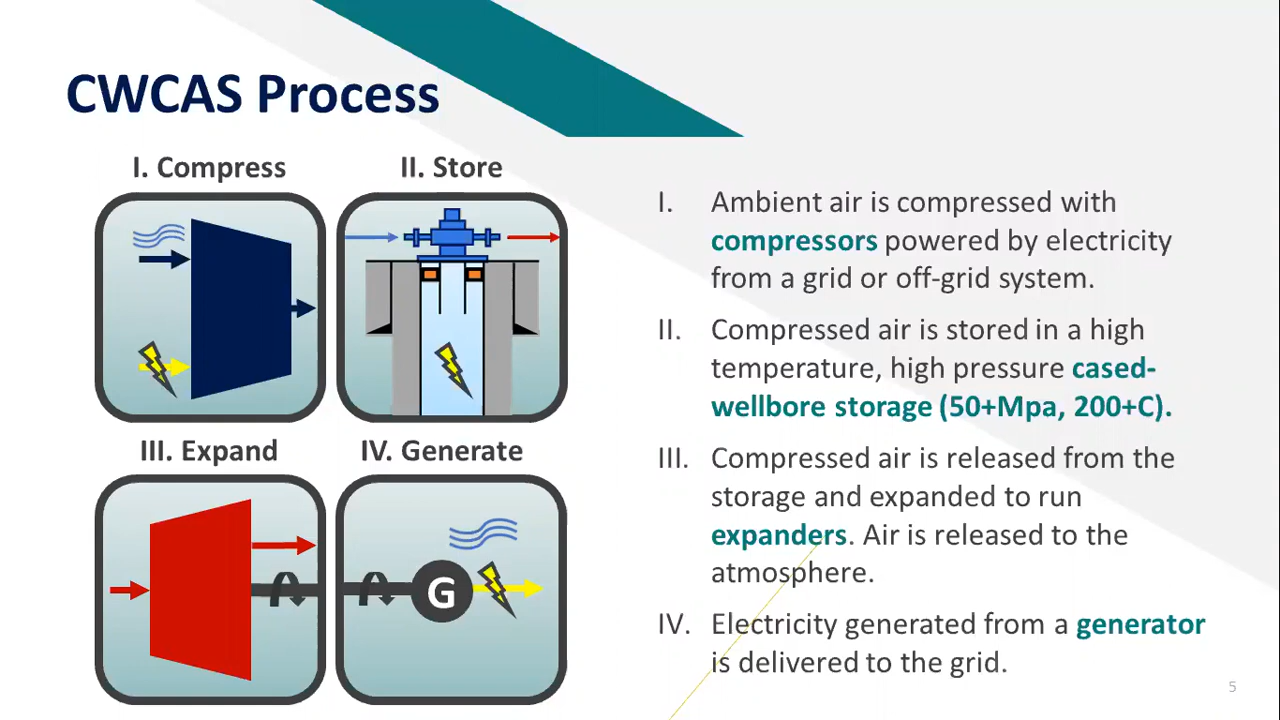 CWCAS Process
I. Compress
II. Store
III. Expand
IV. Generate
G
I. Ambient air is compressed with
compressors powered by electricity
from a grid or off-grid system.
II. Compressed air is stored in a high
temperature, high pressure cased-
wellbore storage (50+Mpa, 200+C).
III. Compressed air is released from the
storage and expanded to run
expanders. Air is released to the
atmosphere.
IV. Electricity generated from a generator
is delivered to the grid.
5